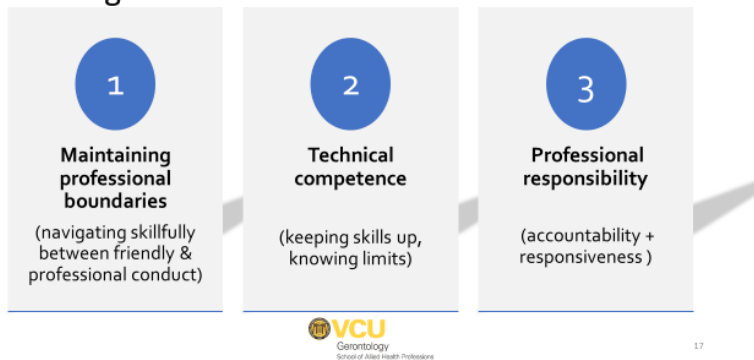 1
Maintaining
professional
boundaries
(navigating skillfully
between friendly &
professional conduct)
2
Technical
competence
(keeping skills up,
knowing limits)
3
Professional
responsibility
(accountability +
responsiveness )
VCU
Gerontology
School of Allied Health Professions
17